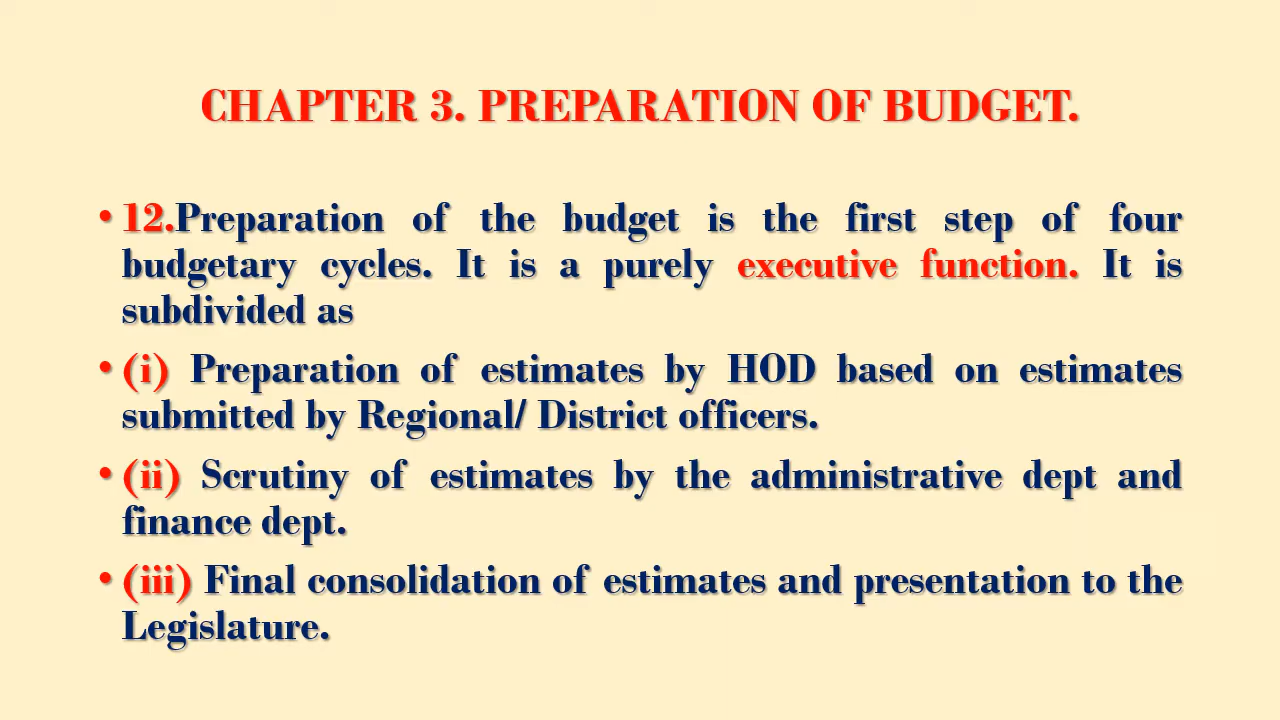 CHAPTER 3. PREPARATION OF BUDGET.
• 12.Preparation of the budget is the first step of four
budgetary cycles. It is a purely executive function. It is
subdivided as
• (i) Preparation of estimates by HOD based on estimates
submitted by Regional/ District officers.
• (ii) Scrutiny of estimates by the administrative dept and
finance dept.
• (iii) Final consolidation of estimates and presentation to the
Legislature.